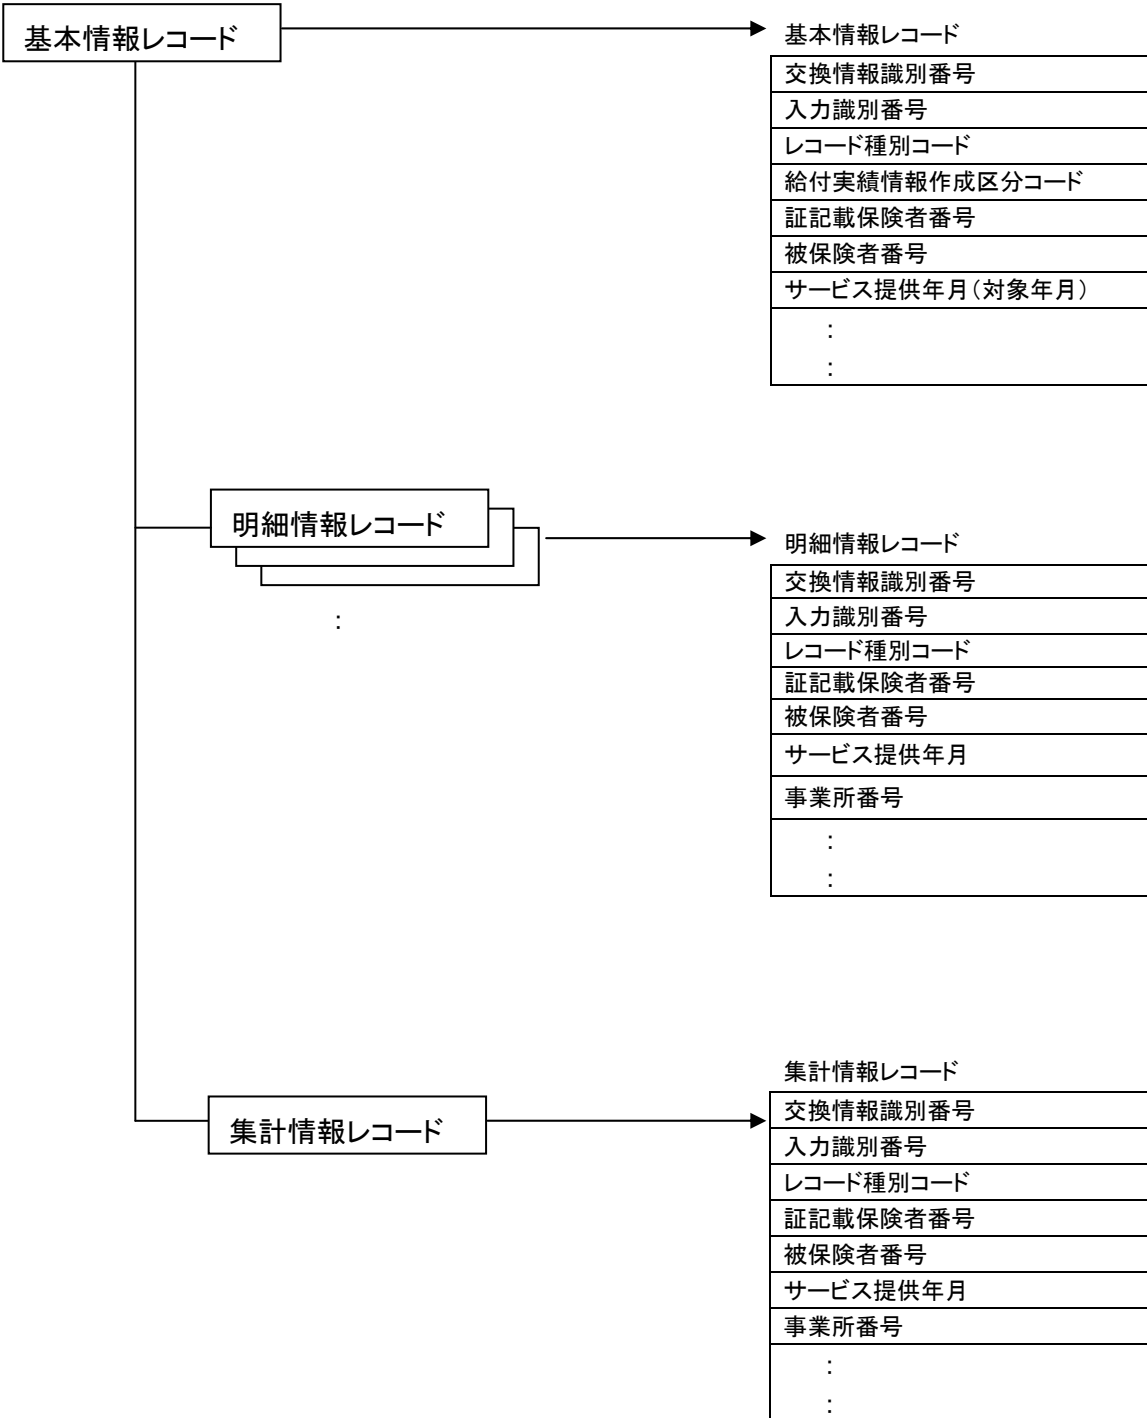 基本情報レコード
基本情報レコード
交換情報識別番号
入力識別番号
レコード種別コード
給付実績情報作成区分コード
証記載保険者番号
被保険者番号
サービス提供年月(対象年月)
:
:
明細情報レコード
:
明細情報レコード
交換情報識別番号
入力識別番号
レコード種別コード
証記載保険者番号
被保険者番号
サービス提供年月
事業所番号
:
:
集計情報レコード
集計情報レコード
交換情報識別番号
入力識別番号
レコード種別コード
証記載保険者番号
被保険者番号
サービス提供年月
事業所番号
:
: